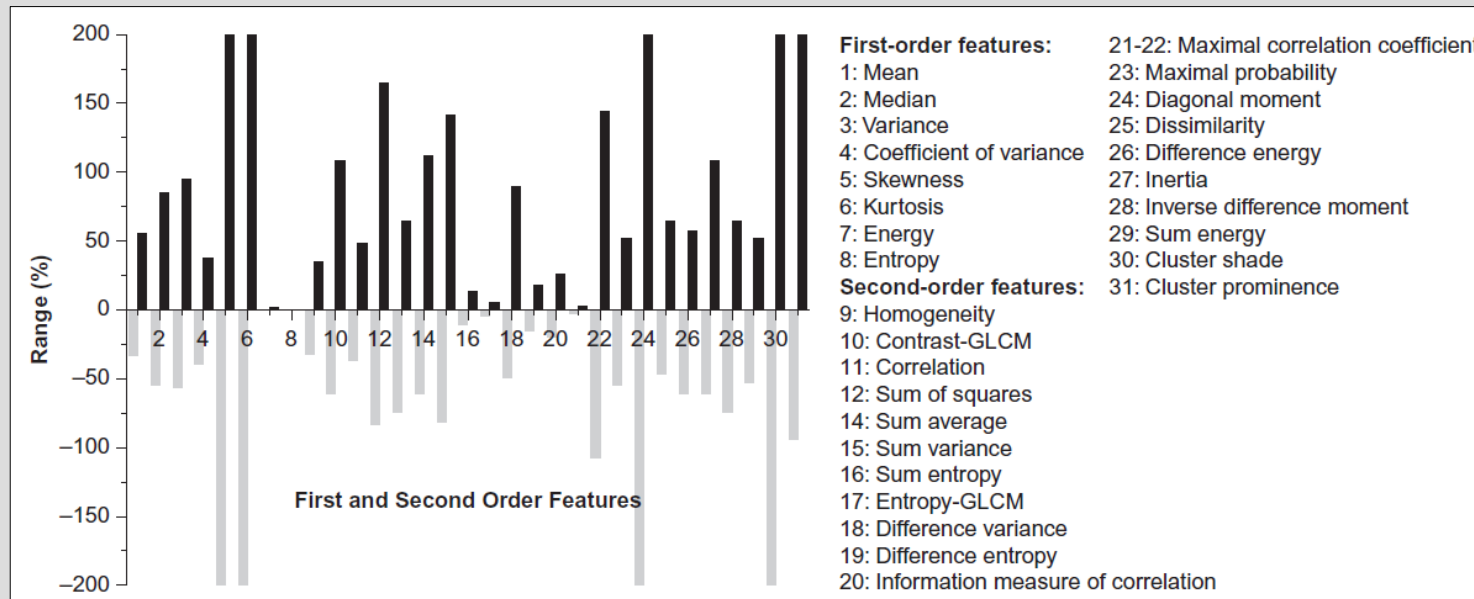 200
150
100
50
0
–50
–100
–150
–200
Range (%)
2 4 6 8 10 12 14 16 18 20 22 24 26 28 30
First and Second Order Features
First-order features:
1: Mean
2: Median
3: Variance
4: Coefficient of variance
5: Skewness
6: Kurtosis
7: Energy
8: Entropy
Second-order features:
9: Homogeneity
10: Contrast-GLCM
11: Correlation
12: Sum of squares
14: Sum average
15: Sum variance
16: Sum entropy
17: Entropy-GLCM
18: Difference variance
19: Difference entropy
20: Information measure of correlation
21-22: Maximal correlation coefficient
23: Maximal probability
24: Diagonal moment
25: Dissimilarity
26: Difference energy
27: Inertia
28: Inverse difference moment
29: Sum energy
30: Cluster shade
31: Cluster prominence